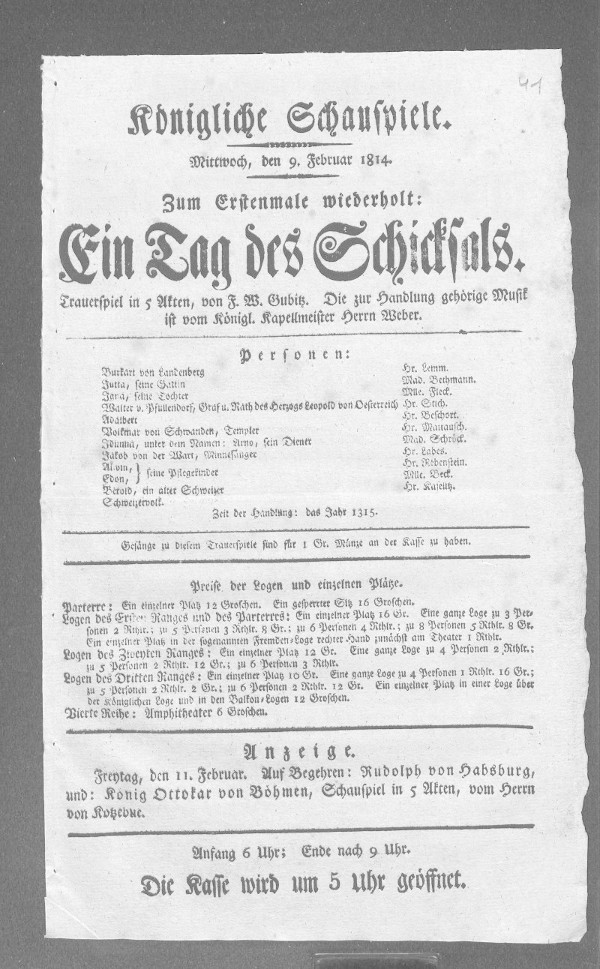 41
Königliche Schauspiele.
Mittwoch, den 9. Februar 1814.
Zum Erstenmale wiederholt:
Ein Tag des Schicksals.
Trauerspiel in 5 Akten, von F. W. Gubitz. Die zur Handlung gehörige Musik
ist vom Königl. Kapellmeister Herrn Weber.
Personen:
Burkart von Landenberg Hr. Lemm.
Jutta, seine Gattin Mad. Bethmann.
Jara, seine Tochter Mlle. Fleck.
Walter v. Pfullendorf, Graf u. Rath des Herzogs Leopold von Oesterreich Hr. Stich.
Adalbert Hr. Beschort.
Volkmar von Schwanden, Templer Hr. Mattausch.
Idunna, unter dem Namen: Arno, sein Diener Mad. Schröck.
Jakob von der Wart, Minnesänger Hr. Labes.
Alwin, } seine Pflegekinder Hr. Rebenstein.
Edon, Mlle. Beck.
Berold, ein alter Schweizer Hr. Kaselitz.
Schweizervolk.
Zeit der Handlung: das Jahr 1315.
Gesänge zu diesem Trauerspiele sind für 1 Gr. Münze an der Kasse zu haben.
Preise der Logen und einzelnen Plätze.
Parterre: Ein einzelner Platz 12 Groschen. Ein gesperrter Sitz 16 Groschen.
Logen des Ersten Ranges und des Parterrs: Ein einzelner Platz 16 Gr. Eine ganze Loge zu 3 Per-
sonen 2 Rthlr.; zu 5 Personen 3 Rthlr. 8 Gr.; zu 6 Personen 4 Rthlr.; zu 8 Personen 5 Rthlr. 8 Gr.
Ein einzelner Platz in der sogenannten Fremden-Loge rechter Hand zunächst am Theater 1 Rthlr.
Logen des Zweyten Ranges: Ein einzelner Platz 12 Gr. Eine ganze Loge zu 4 Personen 2 Rthlr.;
zu 5 Personen 2 Rthlr. 12 Gr.; zu 6 Personen 3 Rthlr.
Logen des Dritten Ranges: Ein einzelner Platz 10 Gr. Eine ganze Loge zu 4 Personen 1 Rthlr. 16 Gr.;
zu 5 Personen 2 Rthlr. 2 Gr.; zu 6 Personen 2 Rthlr. 12 Gr. Ein einzelner Platz in einer Loge über
der Königlichen Loge und in den Balkon-Logen 12 Groschen.
Vierte Reihe: Amphitheater 6 Groschen.
Anzeige.
Freytag, den 11. Februar. Auf Begehren: Rudolph von Habsburg,
und: König Ottokar von Böhmen, Schauspiel in 5 Akten, vom Herrn
von Kotzebue.
Anfang 6 Uhr; Ende nach 9 Uhr.
Die Kasse wird um 5 Uhr geöffnet.